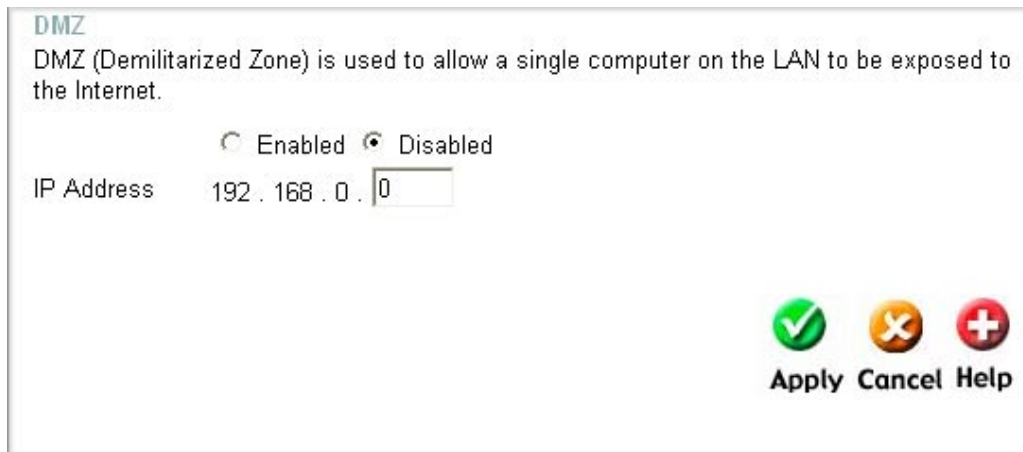 DMZ
DMZ (Demilitarized Zone) is used to allow a single computer on the LAN to be exposed to
the Internet.
Enabled Disabled
IP Address 192 . 168 . 0 . 0
Apply Cancel Help